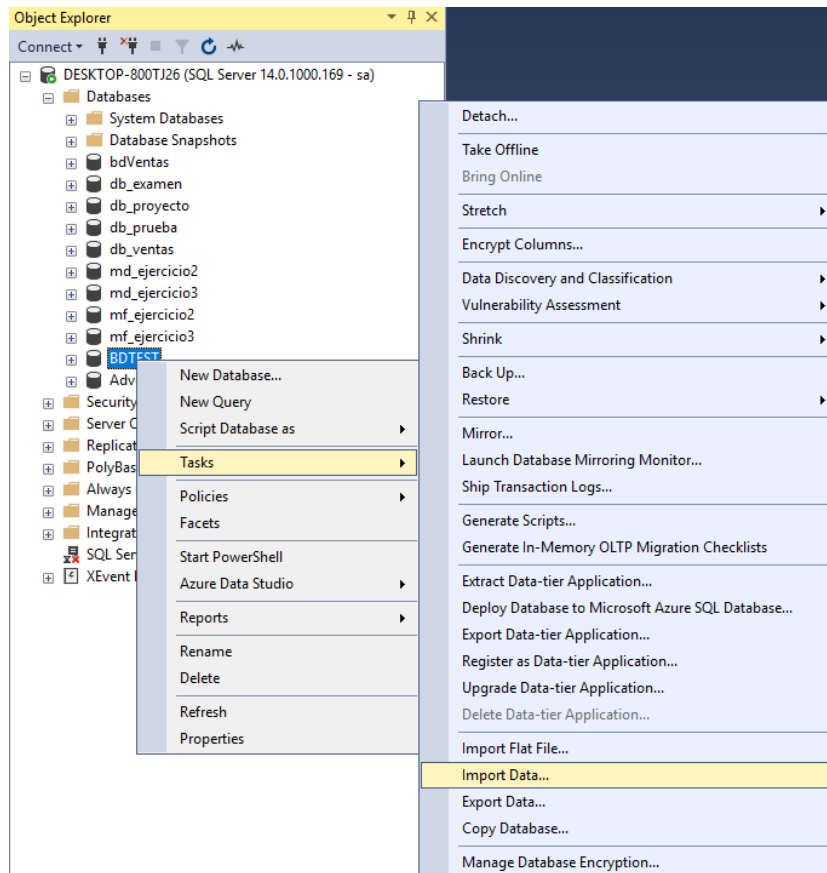 Object Explorer
Connect
DESKTOP-800TJ26 (SQL Server 14.0.1000.169 - sa)
Databases
System Databases
Database Snapshots
bdVentas
db_examen
db_proyecto
db_prueba
db_ventas
md_ejercicio2
md_ejercicio3
mf_ejercicio2
mf_ejercicio3
BDTEST
Adv
Security
Server O
Replicat
PolyBas
Always
Manage
Integrat
SQL Ser
XEvent
New Database...
New Query
Script Database as
Tasks
Policies
Facets
Start PowerShell
Azure Data Studio
Reports
Rename
Delete
Refresh
Properties
Detach...
Take Offline
Bring Online
Stretch
Encrypt Columns...
Data Discovery and Classification
Vulnerability Assessment
Shrink
Back Up...
Restore
Mirror...
Launch Database Mirroring Monitor...
Ship Transaction Logs...
Generate Scripts...
Generate In-Memory OLTP Migration Checklists
Extract Data-tier Application...
Deploy Database to Microsoft Azure SQL Database...
Export Data-tier Application...
Register as Data-tier Application...
Upgrade Data-tier Application...
Delete Data-tier Application...
Import Flat File...
Import Data...
Export Data...
Copy Database...
Manage Database Encryption...